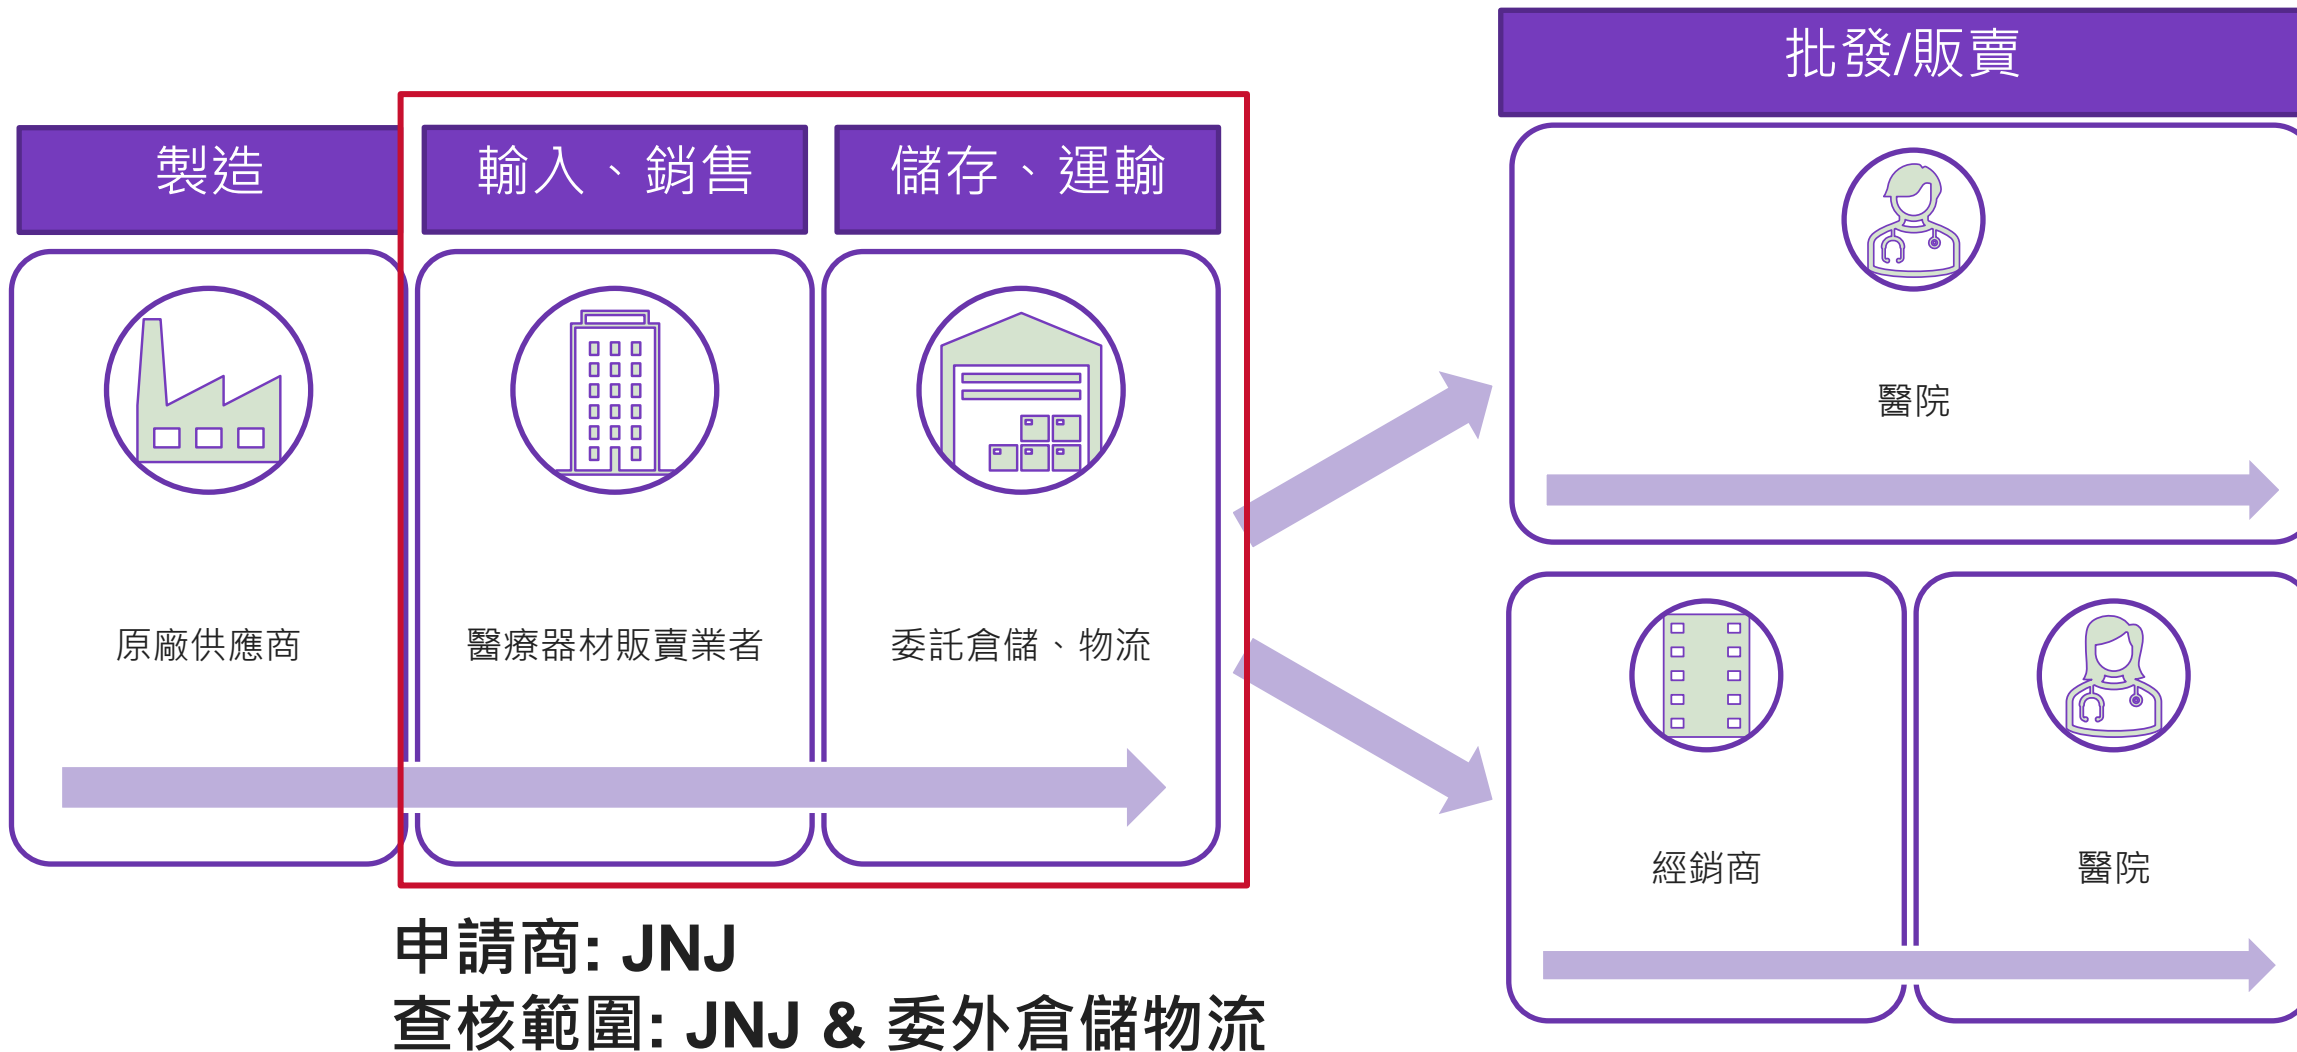 製造
輸入、銷售
儲存、運輸
批發/販賣
原廠供應商
醫療器材販賣業者
委託倉儲、物流
醫院
經銷商
醫院
申請商: JNJ
查核範圍: JNJ & 委外倉儲物流